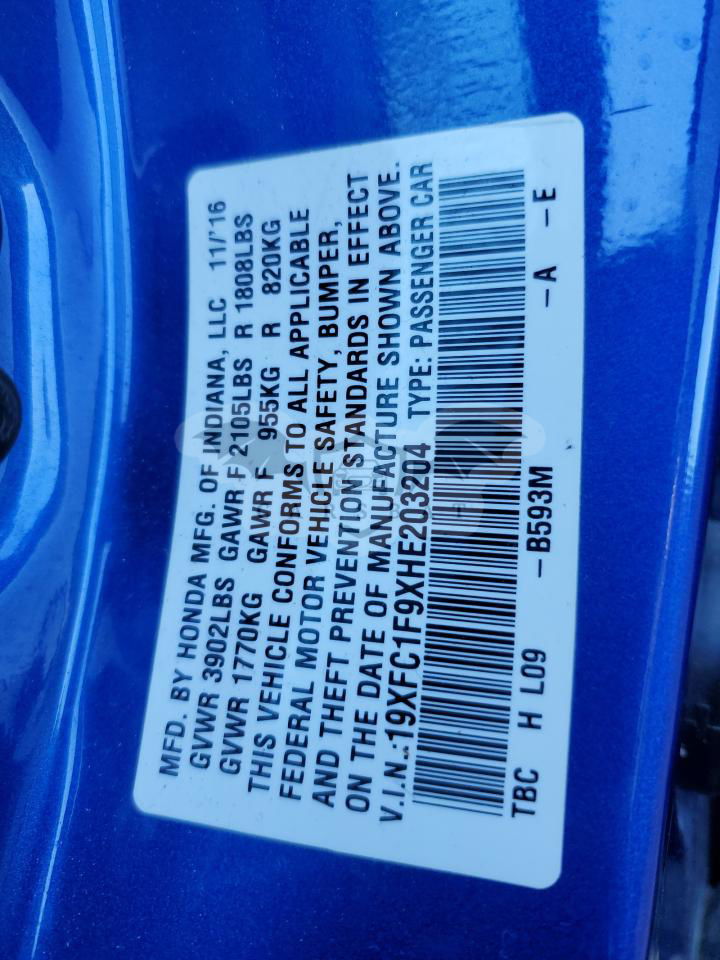 MFD. BY HONDA MFG. OF INDIANA, LLC 11/'16
GVWR 3902LBS GAWR F 2105LBS R 1808LBS
GVWR 1770KG GAWR F 955KG R 820KG
THIS VEHICLE CONFORMS TO ALL APPLICABLE
FEDERAL MOTOR VEHICLE SAFETY, BUMPER,
AND THEFT PREVENTION STANDARDS IN EFFECT
ON THE DATE OF MANUFACTURE SHOWN ABOVE.
V.I.N.:19XFC1F9XHE203204 TYPE: PASSENGER CAR
TBC H L09 -B593M -A -E